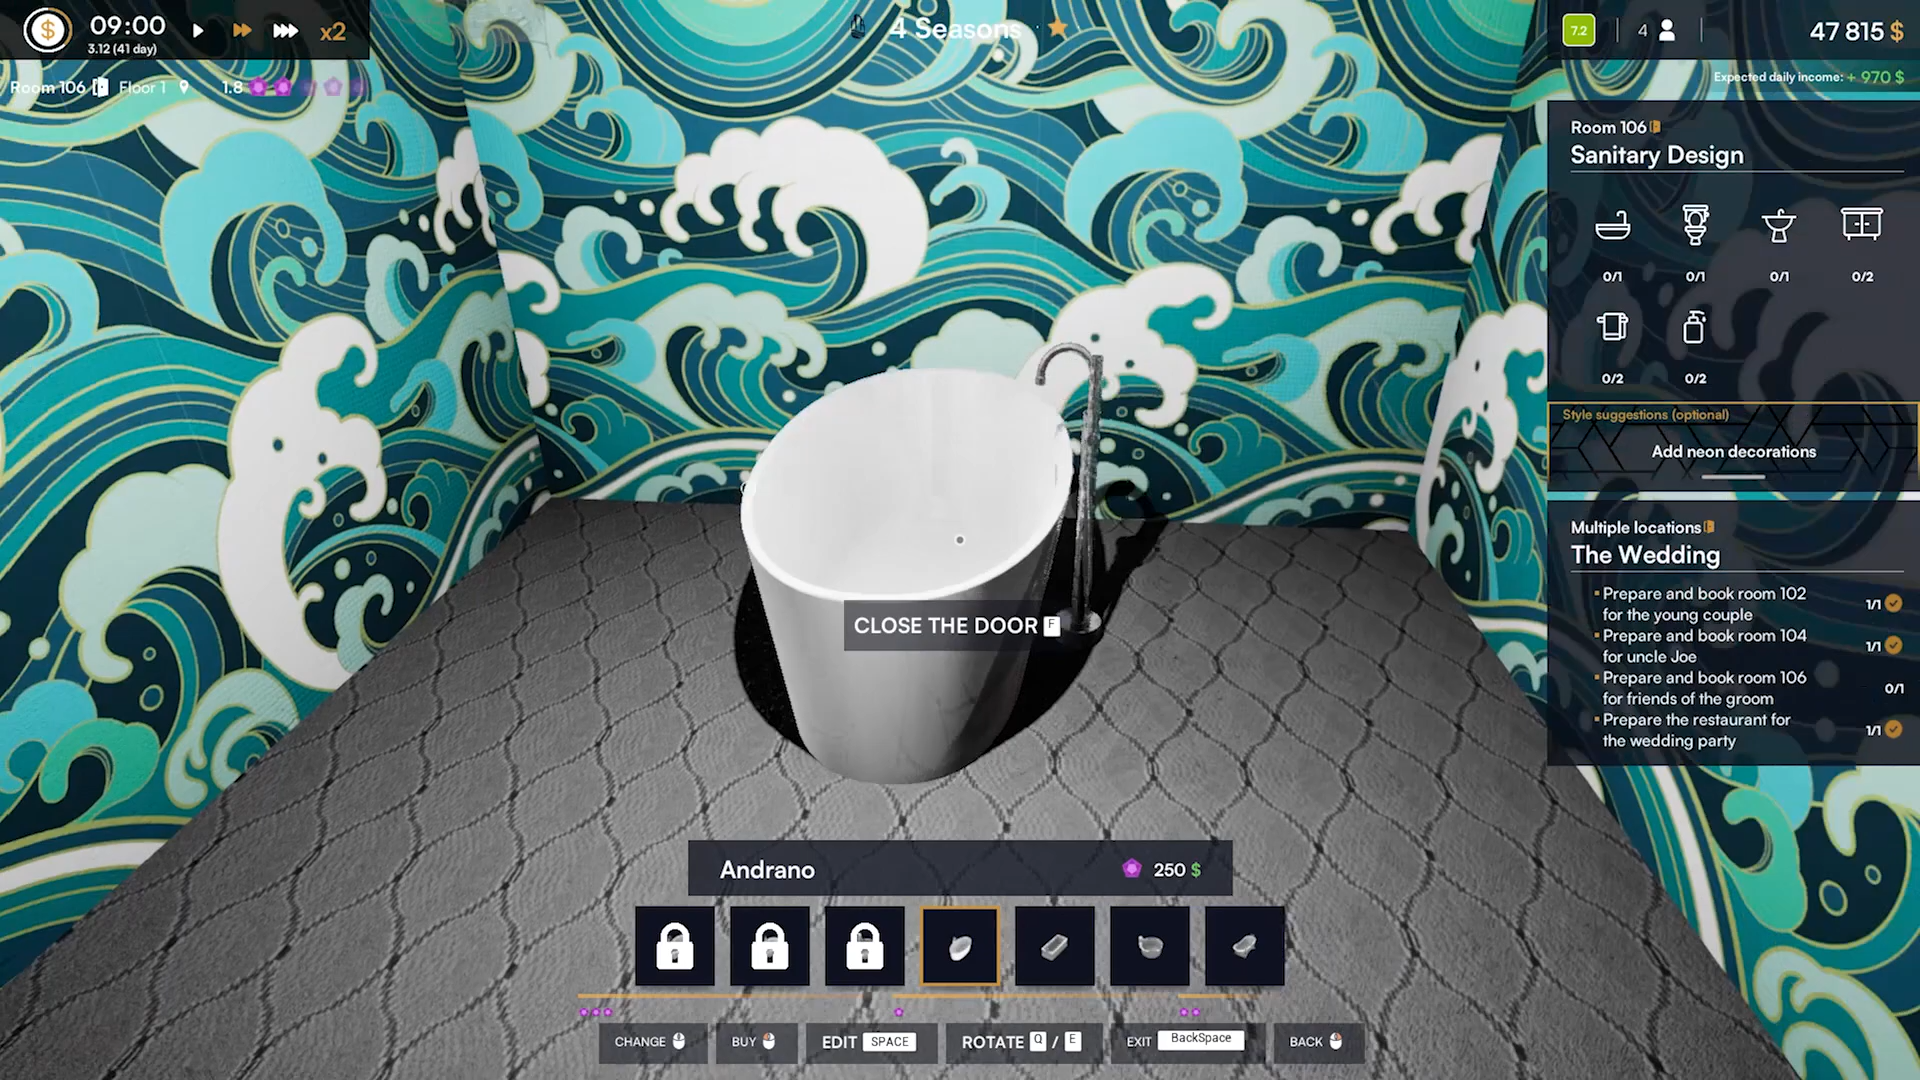 09:00
3.12 (41 day)
x2
Room 106 Floor 1 1.8
4 Seasons
7.2
4
47 815 $
Expected daily income: + 970 $
Room 106
Sanitary Design
0/1 0/1 0/1 0/2
0/2 0/2
Style suggestions (optional)
Add neon decorations
Multiple locations
The Wedding
Prepare and book room 102
for the young couple
1/1
Prepare and book room 104
for uncle Joe
1/1
Prepare and book room 106
for friends of the groom
0/1
Prepare the restaurant for
the wedding party
1/1
CLOSE THE DOOR F
Andrano 250 $
CHANGE BUY EDIT SPACE ROTATE Q / E EXIT BackSpace BACK